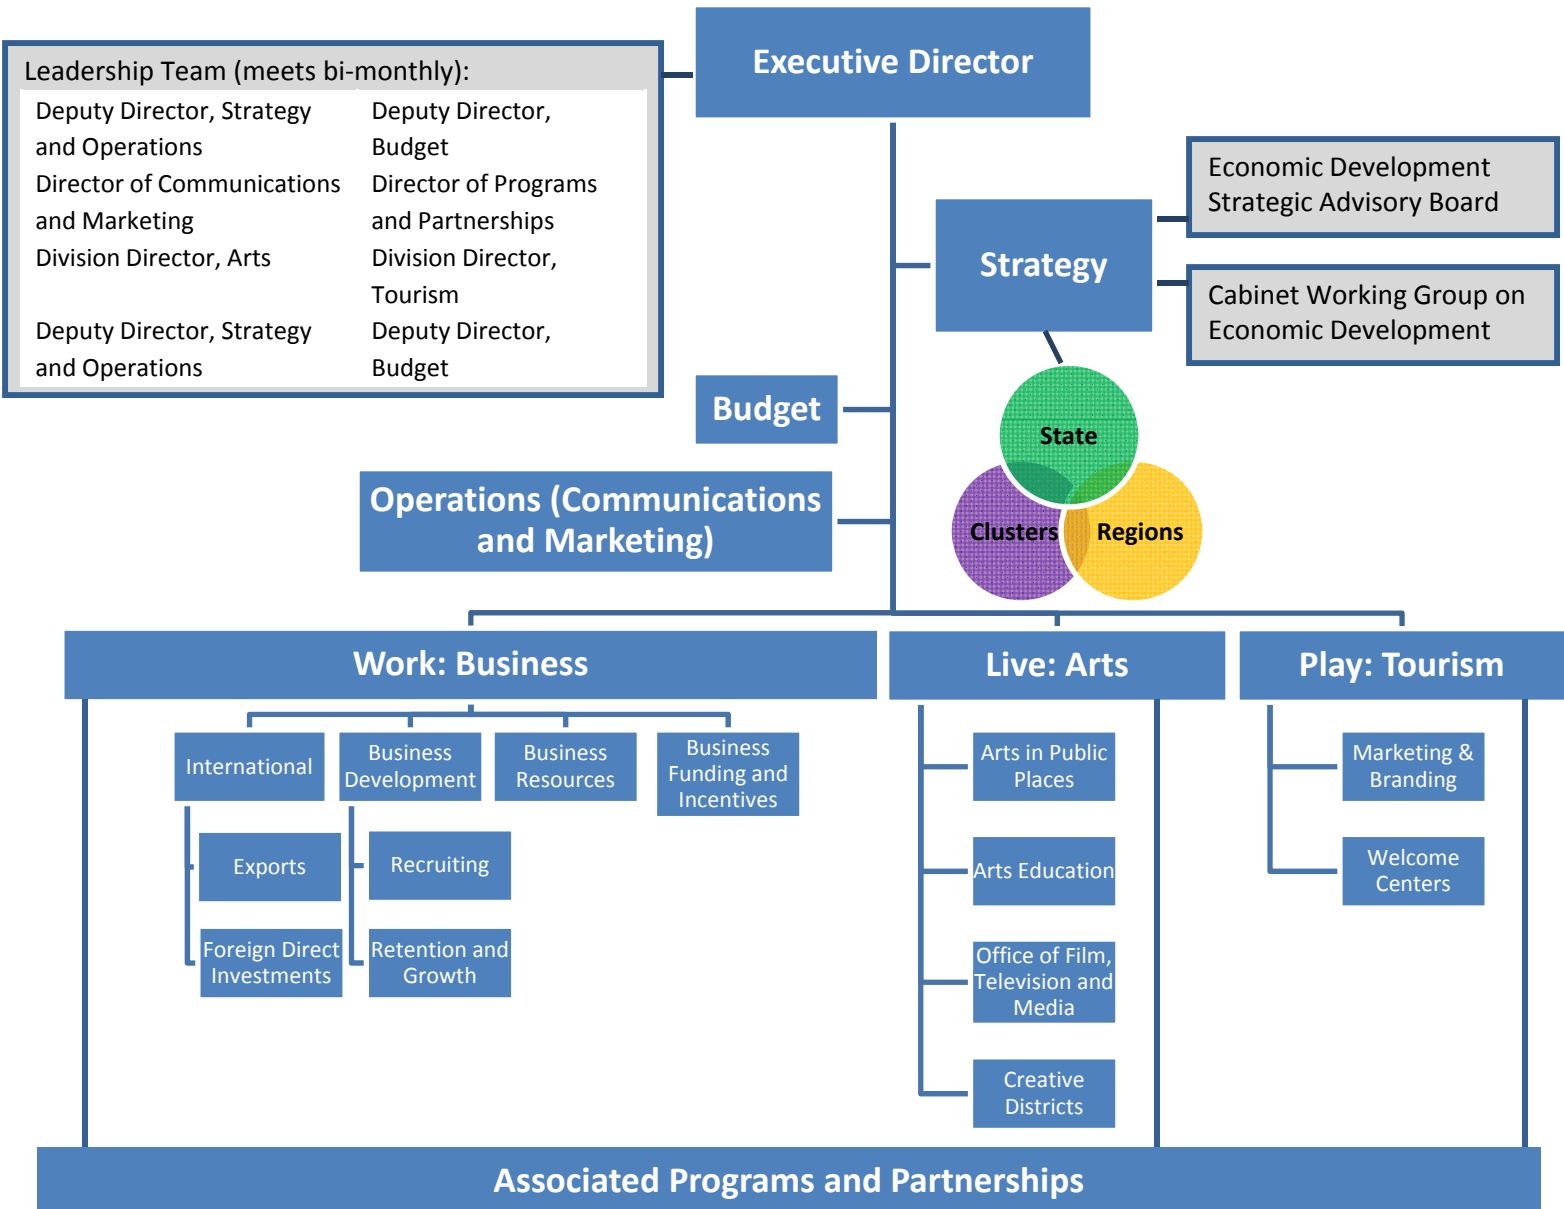 Executive Director
Leadership Team (meets bi-monthly):
Deputy Director, Strategy
and Operations
Deputy Director,
Budget
Director of Communications
and Marketing
Director of Programs
and Partnerships
Division Director, Arts
Division Director,
Tourism
Deputy Director, Strategy
and Operations
Deputy Director,
Budget
Economic Development
Strategic Advisory Board
Strategy
Cabinet Working Group on
Economic Development
Budget
State
Clusters
Regions
Operations (Communications
and Marketing)
Work: Business
Live: Arts
Play: Tourism
International
Business
Development
Business
Resources
Business
Funding and
Incentives
Exports
Recruiting
Foreign Direct
Investments
Retention and
Growth
Arts in Public
Places
Arts Education
Office of Film,
Television and
Media
Creative
Districts
Marketing &
Branding
Welcome
Centers
Associated Programs and Partnerships